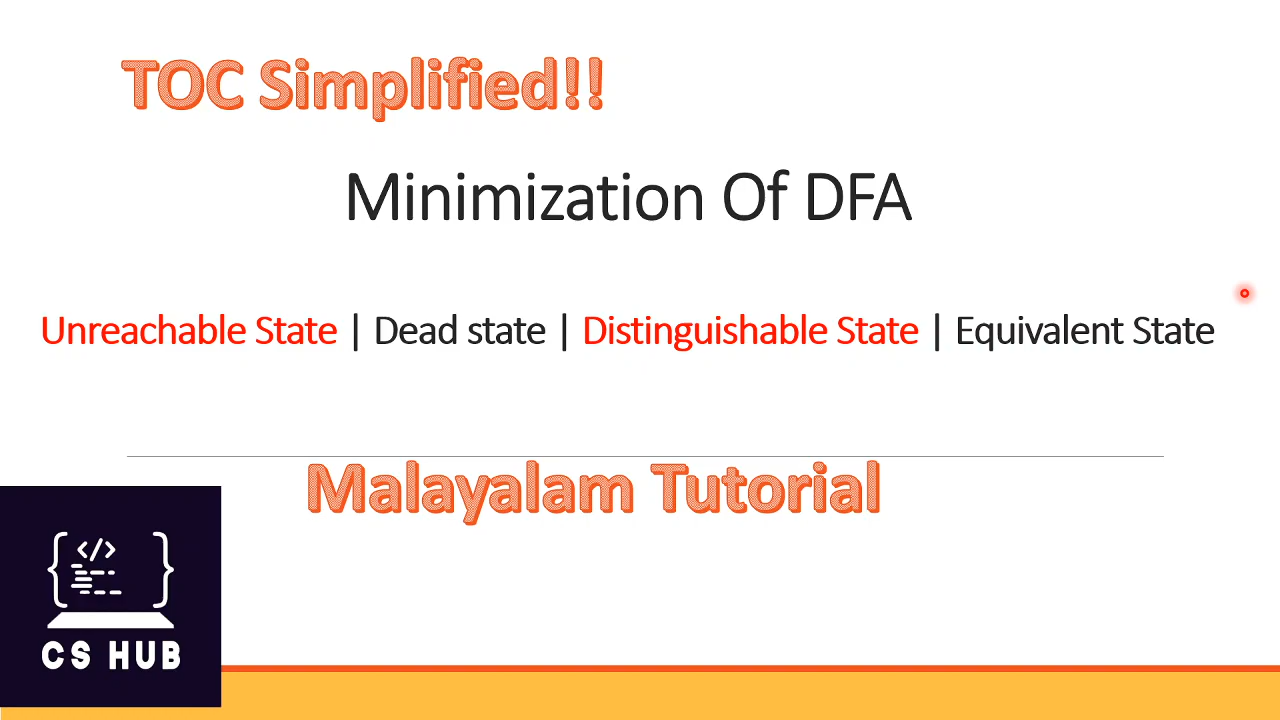 TOC Simplified!!
Minimization Of DFA
Unreachable State | Dead state | Distinguishable State | Equivalent State
Malayalam Tutorial
{ </> }
CS HUB